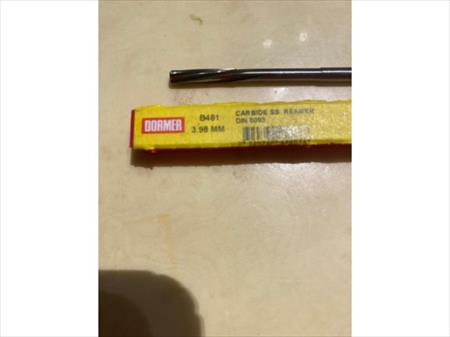 DORMER
B481
3.98 MM
CARBIDE SS. REAMER
DIN 8093